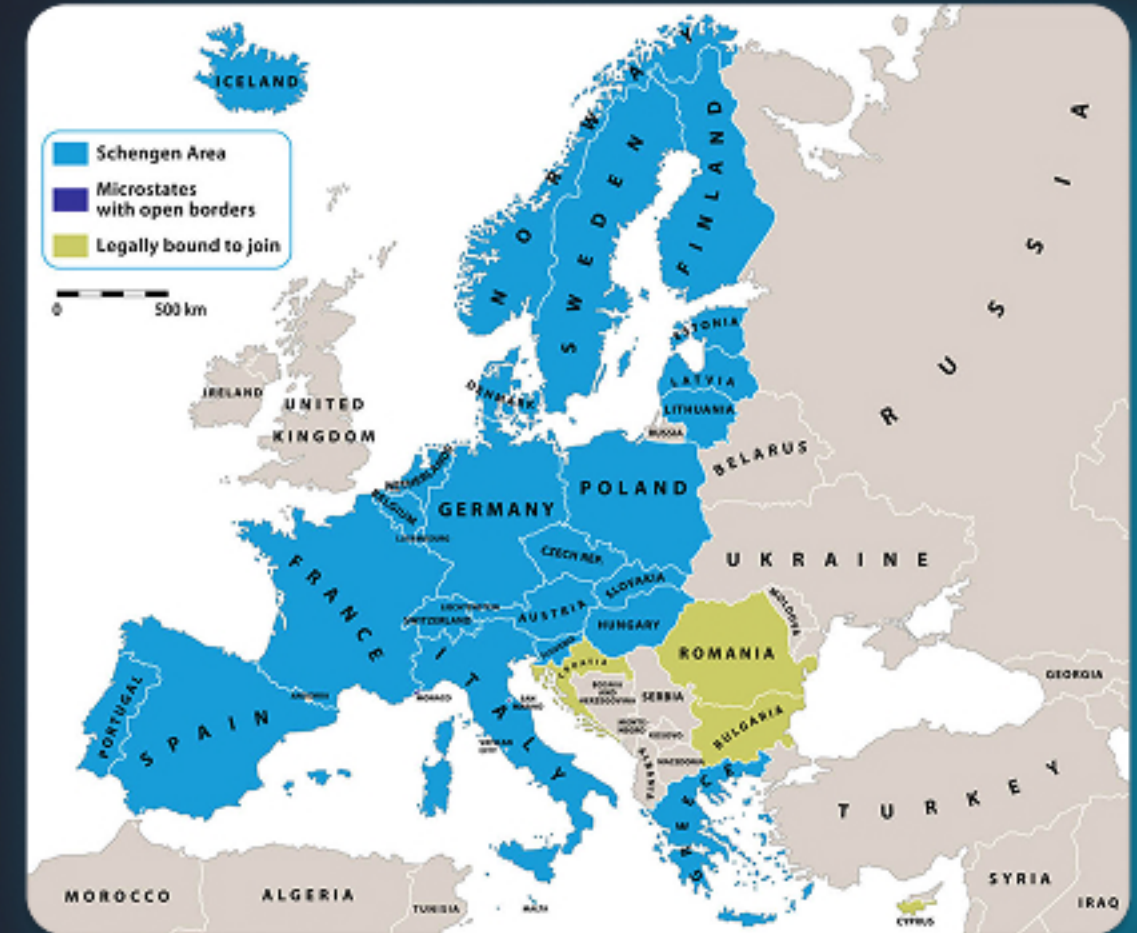 ICELAND
Schengen Area
Microstates
with open borders
Legally bound to join
0
500 km
NORWAY
SWEDEN
FINLAND
RUSSIA
ESTONIA
LATVIA
LITHUANIA
RUSSIA
DENMARK
IRELAND
UNITED
KINGDOM
BELARUS
NETHERLANDS
BELGIUM
LUXEMBOURG
GERMANY
POLAND
CZECH REP.
SLOVAKIA
UKRAINE
MOLDOVA
FRANCE
LIECHTENSTEIN
SWITZERLAND
AUSTRIA
HUNGARY
SLOVENIA
CROATIA
ROMANIA
BOSNIA
AND
HERZEGOVINA
SERBIA
GEORGIA
ANDORRA
MONACO
SAN
MARINO
ITALY
PORTUGAL
SPAIN
VATICAN
CITY
MONTE-
NEGRO
KOSOVO
BULGARIA
MACEDONIA
ALBANIA
GREECE
TURKEY
MOROCCO
ALGERIA
TUNISIA
MALTA
CYPRUS
SYRIA
IRAQ